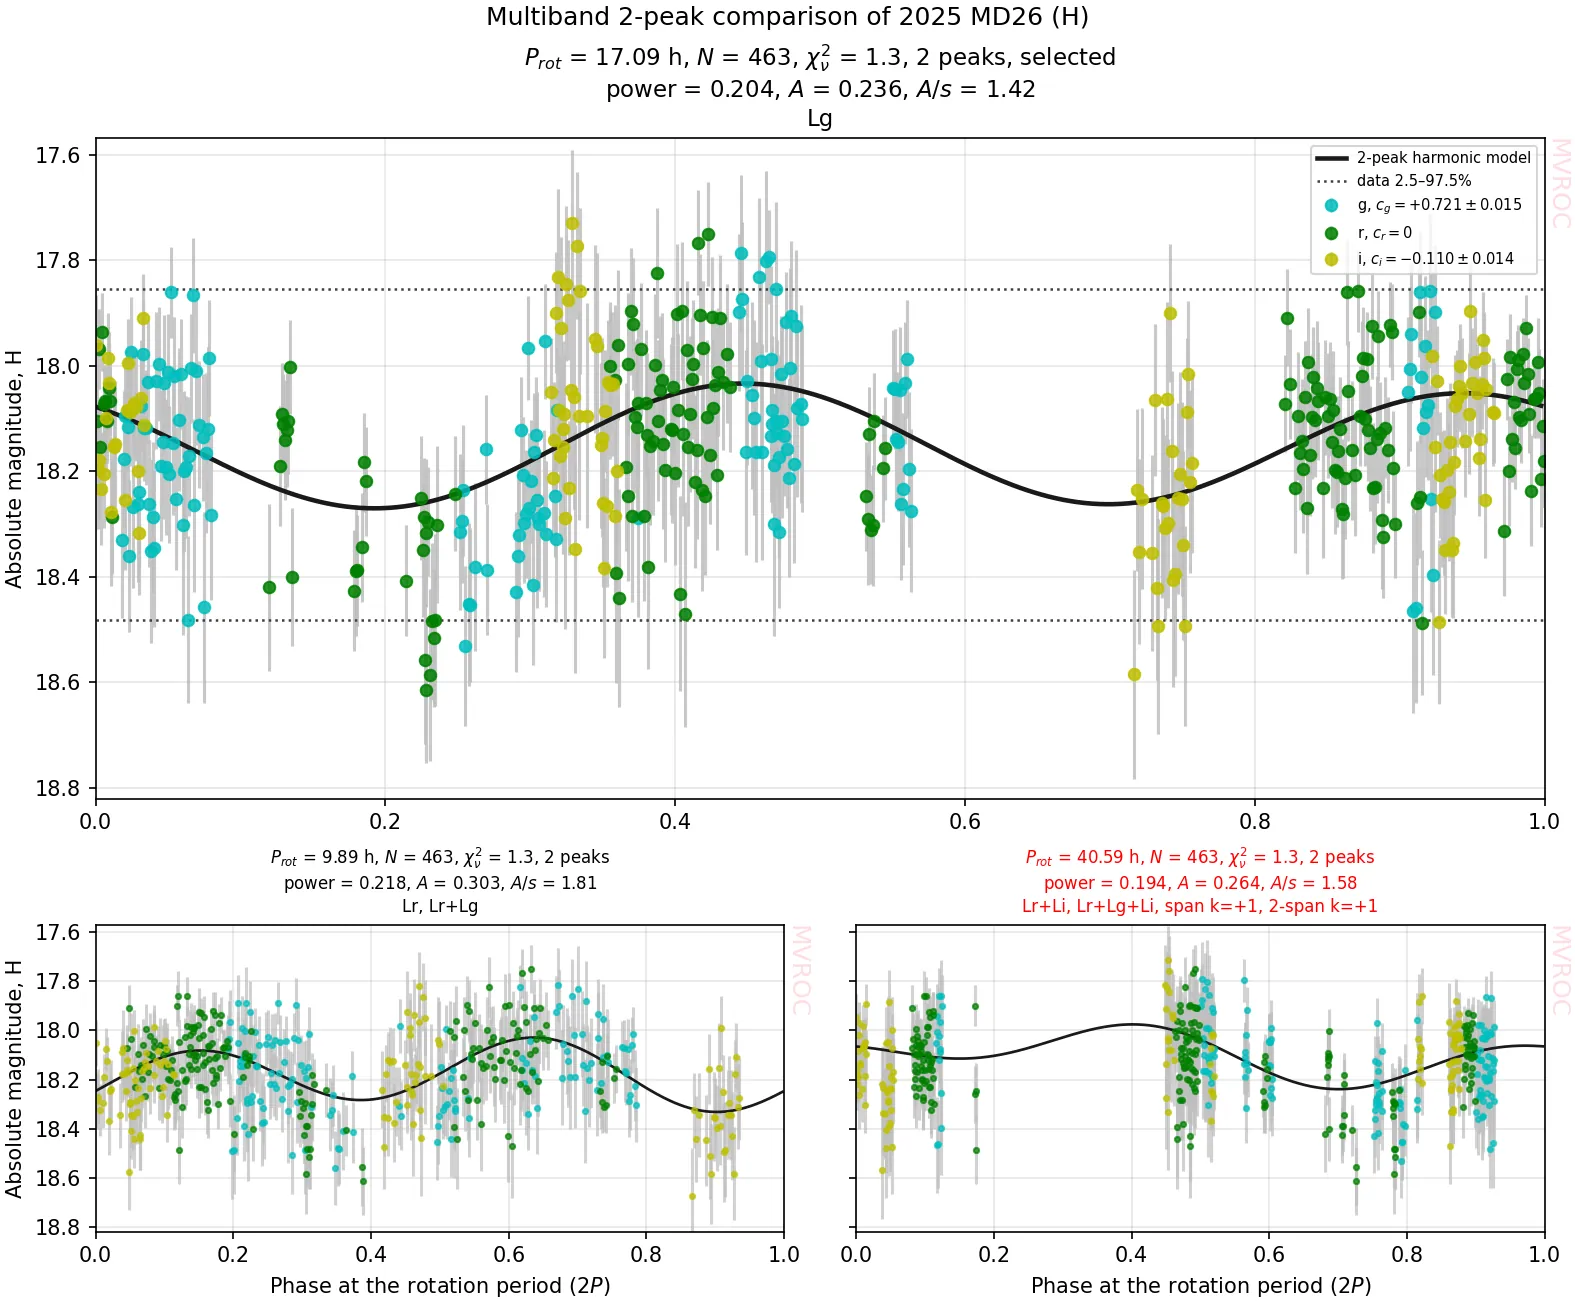 Multiband 2-peak comparison of 2025 MD26 (H)
P_rot = 17.09 h, N = 463, χ²_ν = 1.3, 2 peaks, selected
power = 0.204, A = 0.236, A/s = 1.42
Lg
2-peak harmonic model
data 2.5–97.5%
g, c_g = +0.721 ± 0.015
r, c_r = 0
i, c_i = −0.110 ± 0.014
MVROC
Absolute magnitude, H
17.6
17.8
18.0
18.2
18.4
18.6
18.8
0.0 0.2 0.4 0.6 0.8 1.0
P_rot = 9.89 h, N = 463, χ²_ν = 1.3, 2 peaks
power = 0.218, A = 0.303, A/s = 1.81
Lr, Lr+Lg
MVROC
Absolute magnitude, H
17.6
17.8
18.0
18.2
18.4
18.6
18.8
0.0 0.2 0.4 0.6 0.8 1.0
Phase at the rotation period (2P)
P_rot = 40.59 h, N = 463, χ²_ν = 1.3, 2 peaks
power = 0.194, A = 0.264, A/s = 1.58
Lr+Li, Lr+Lg+Li, span k=+1, 2-span k=+1
MVROC
0.0 0.2 0.4 0.6 0.8 1.0
Phase at the rotation period (2P)